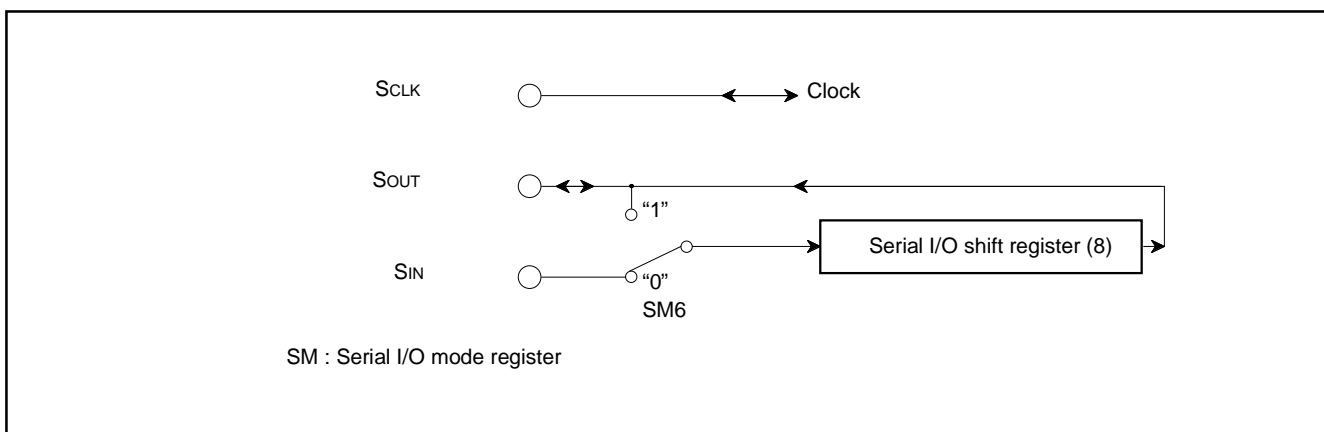 SCLK
Clock
SOUT
“1”
Serial I/O shift register (8)
SIN
“0”
SM6
SM : Serial I/O mode register